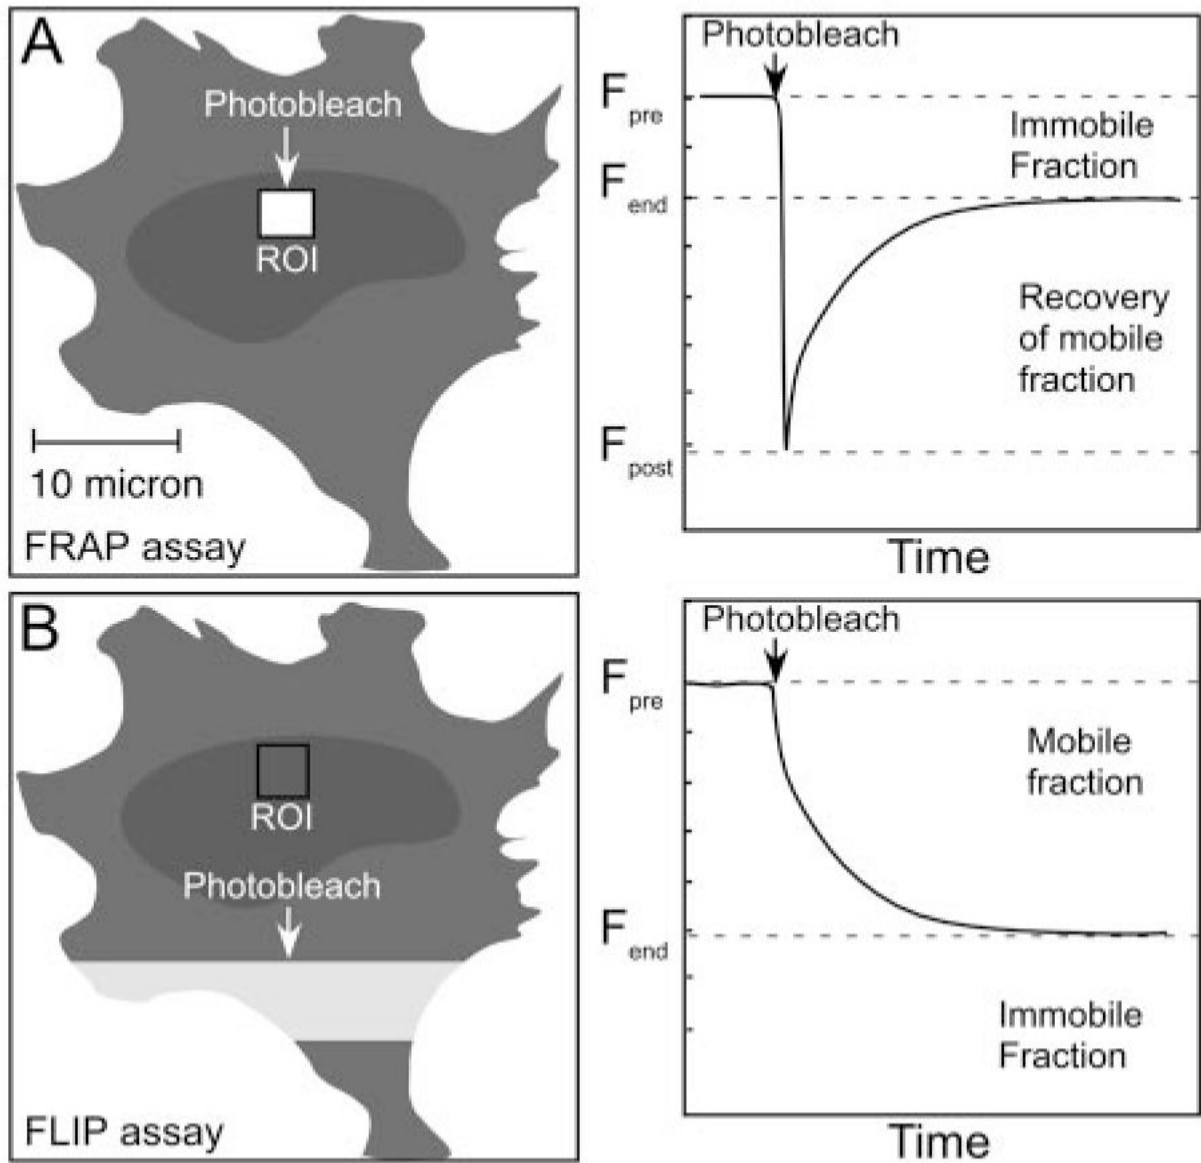 A
Photobleach
ROI
10 micron
FRAP assay
Photobleach
F pre
Immobile
Fraction
F end
Recovery
of mobile
fraction
F post
Time
B
ROI
Photobleach
FLIP assay
Photobleach
F pre
Mobile
fraction
F end
Immobile
Fraction
Time